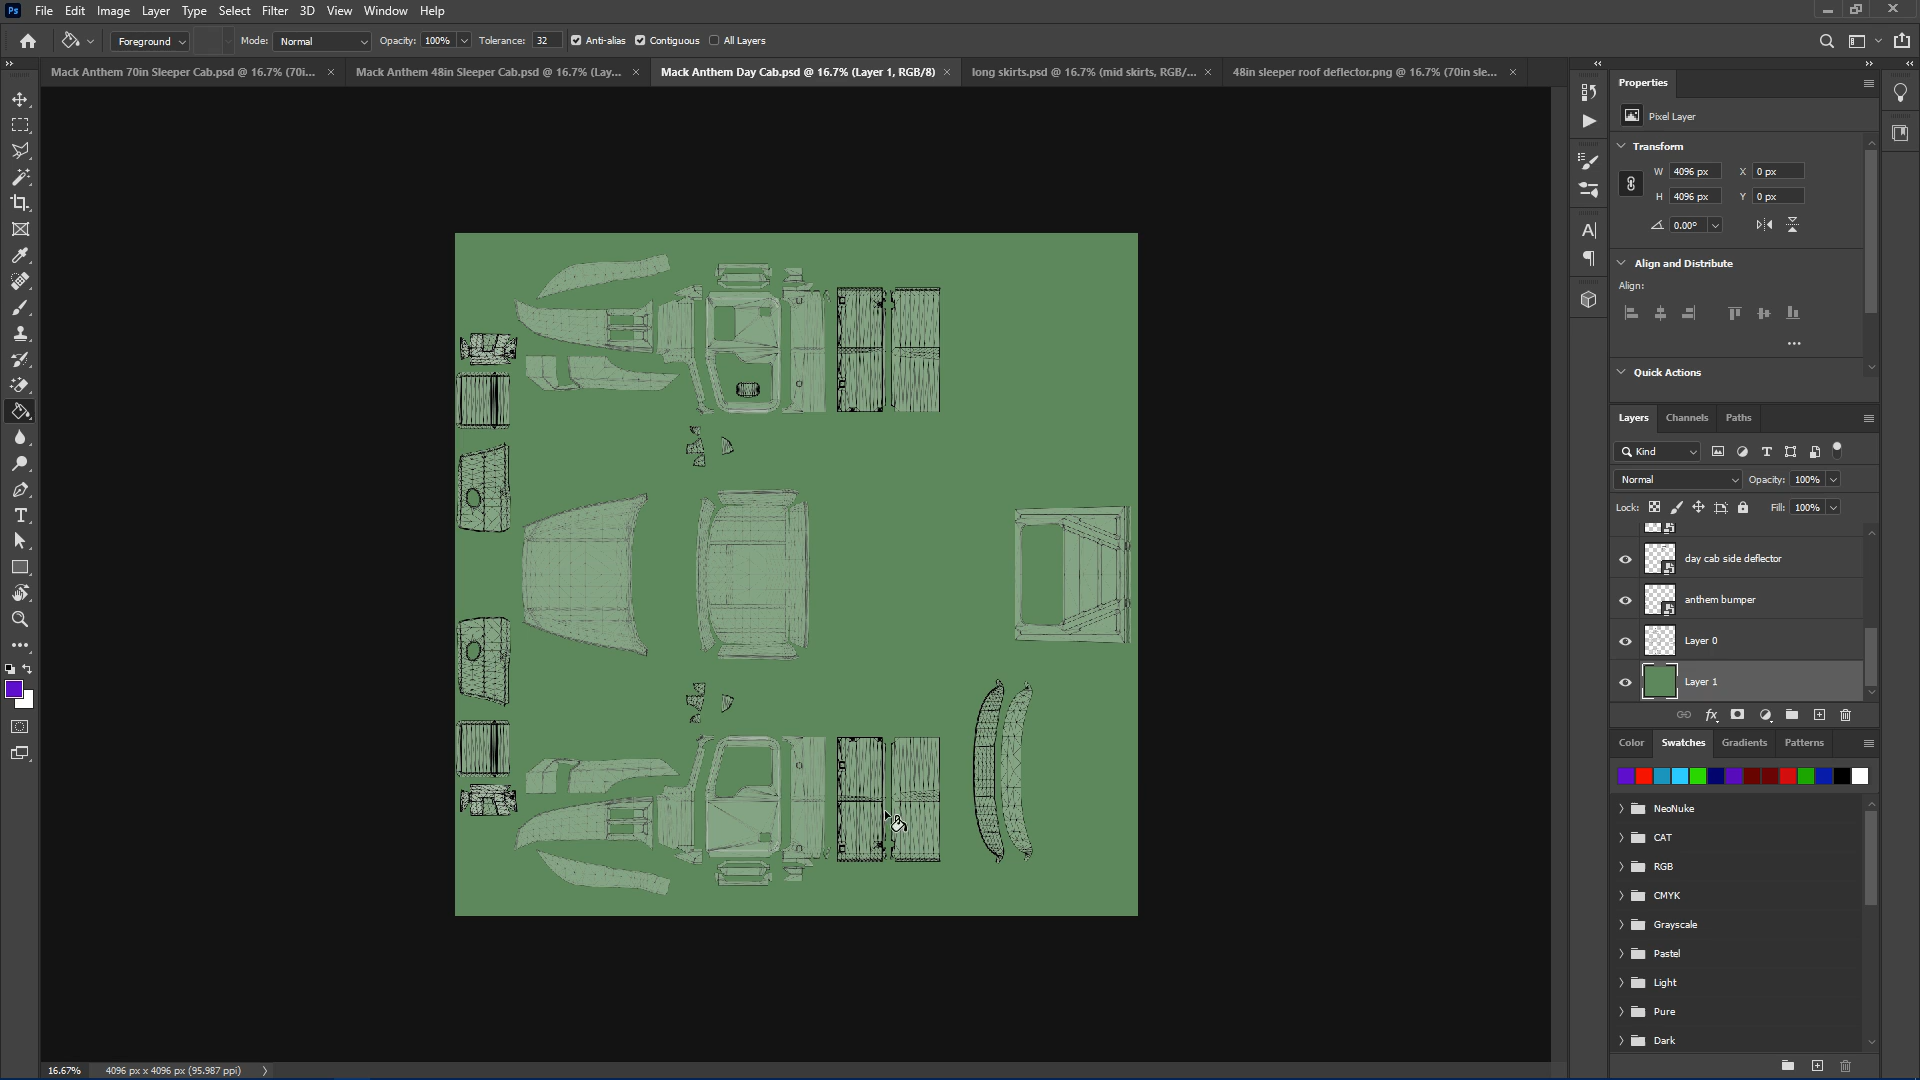 Ps File Edit Image Layer Type Select Filter 3D View Window Help
Foreground Mode: Normal Opacity: 100% Tolerance: 32 Anti-alias Contiguous All Layers
Mack Anthem 70in Sleeper Cab.psd @ 16.7% (70i... Mack Anthem 48in Sleeper Cab.psd @ 16.7% (Lay... Mack Anthem Day Cab.psd @ 16.7% (Layer 1, RGB/8) long skirts.psd @ 16.7% (mid skirts, RGB/... 48in sleeper roof deflector.png @ 16.7% (70in sle...
Properties
Pixel Layer
Transform
W 4096 px X 0 px
H 4096 px Y 0 px
0.00°
Align and Distribute
Align:
Quick Actions
Layers Channels Paths
Kind
Normal Opacity: 100%
Lock: Fill: 100%
day cab side deflector
anthem bumper
Layer 0
Layer 1
fx
Color Swatches Gradients Patterns
NeoNuke
CAT
RGB
CMYK
Grayscale
Pastel
Light
Pure
Dark
16.67% 4096 px x 4096 px (95.987 ppi)